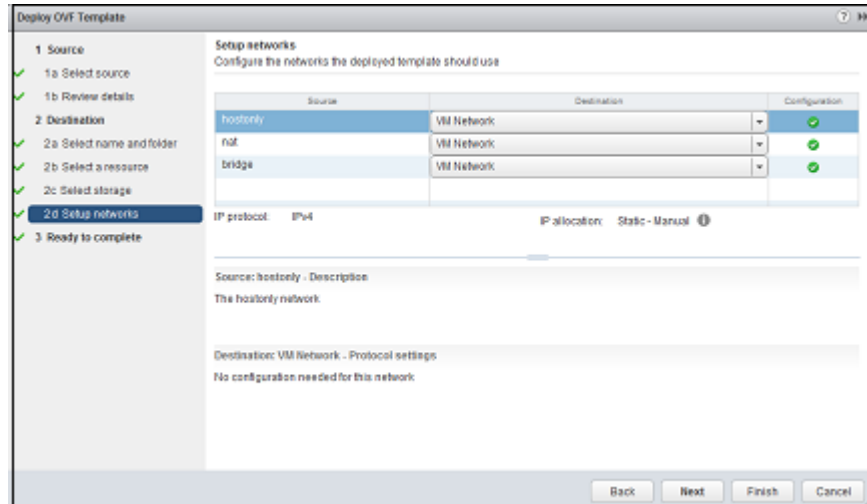 Deploy OVF Template
1 Source
1a Select source
1b Review details
2 Destination
2a Select name and folder
2b Select a resource
2c Select storage
2d Setup networks
3 Ready to complete
Setup networks
Configure the networks the deployed template should use
Source Destination Configuration
hostonly VM Network
nat VM Network
bridge VM Network
IP protocol: IPv4 IP allocation: Static - Manual
Source: hostonly - Description
The hostonly network
Destination: VM Network - Protocol settings
No configuration needed for this network
Back Next Finish Cancel